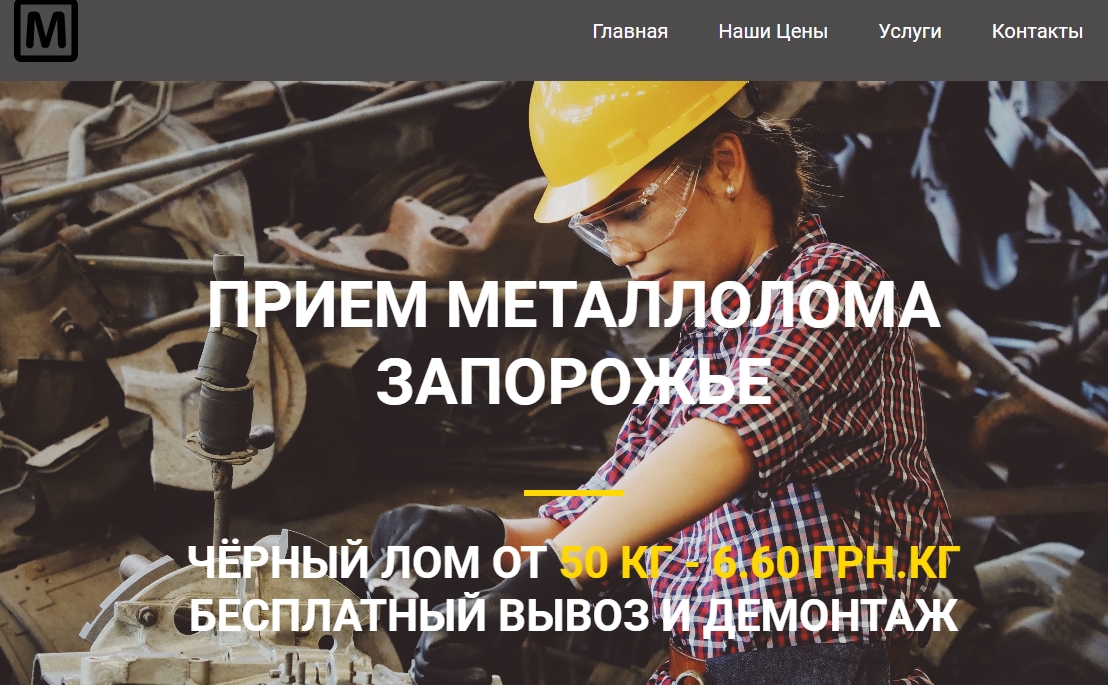 M
Главная Наши Цены Услуги Контакты
ПРИЕМ МЕТАЛЛОЛОМА
ЗАПОРОЖЬЕ
ЧЁРНЫЙ ЛОМ ОТ 50 КГ - 6.60 ГРН.КГ
БЕСПЛАТНЫЙ ВЫВОЗ И ДЕМОНТАЖ